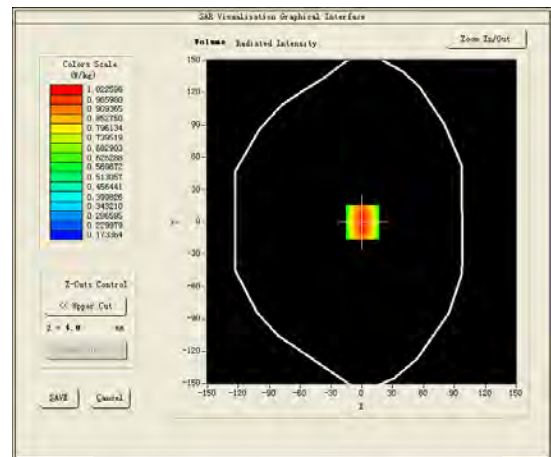 SAR Visualisation Graphical Interface
Volume Radiated Intensity
Zoom In/Out
Colors Scale
(W/kg)
1.022596
0.965980
0.909365
0.852750
0.796134
0.739519
0.682903
0.626288
0.569672
0.513057
0.456441
0.399826
0.343210
0.286595
0.229979
0.173364
150
120
90
60
30
0
-30
-60
-90
-120
-150
Y
-150 -120 -90 -60 -30 0 30 60 90 120 150
X
Z-Cuts Control
<< Upper Cut
Z = 4.0 mm
SAVE
Cancel